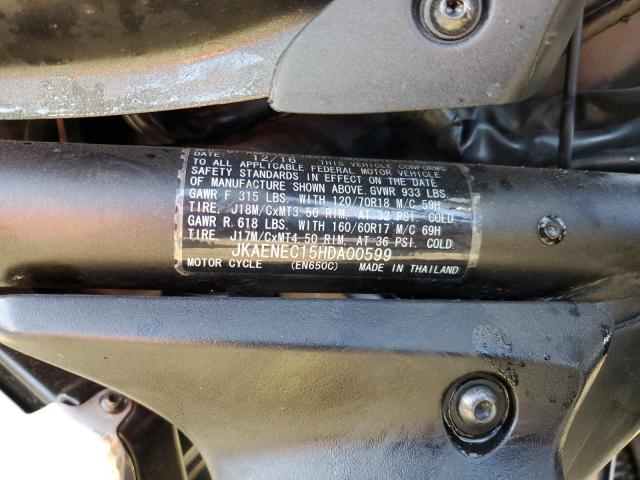 DATE: 12/16 THIS VEHICLE CONFORMS
TO ALL APPLICABLE FEDERAL MOTOR VEHICLE
SAFETY STANDARDS IN EFFECT ON THE DATE
OF MANUFACTURE SHOWN ABOVE. GVWR 933 LBS.
GAWR F. 315 LBS. WITH 120/70R18 M/C 59H
TIRE, J18M/CxMT3.50 RIM, AT 32 PSI. COLD
GAWR R. 618 LBS. WITH 160/60R17 M/C 69H
TIRE J17M/CxMT4.50 RIM, AT 36 PSI. COLD
JKAENEC15HDA00599
MOTOR CYCLE (EN650C) MADE IN THAILAND